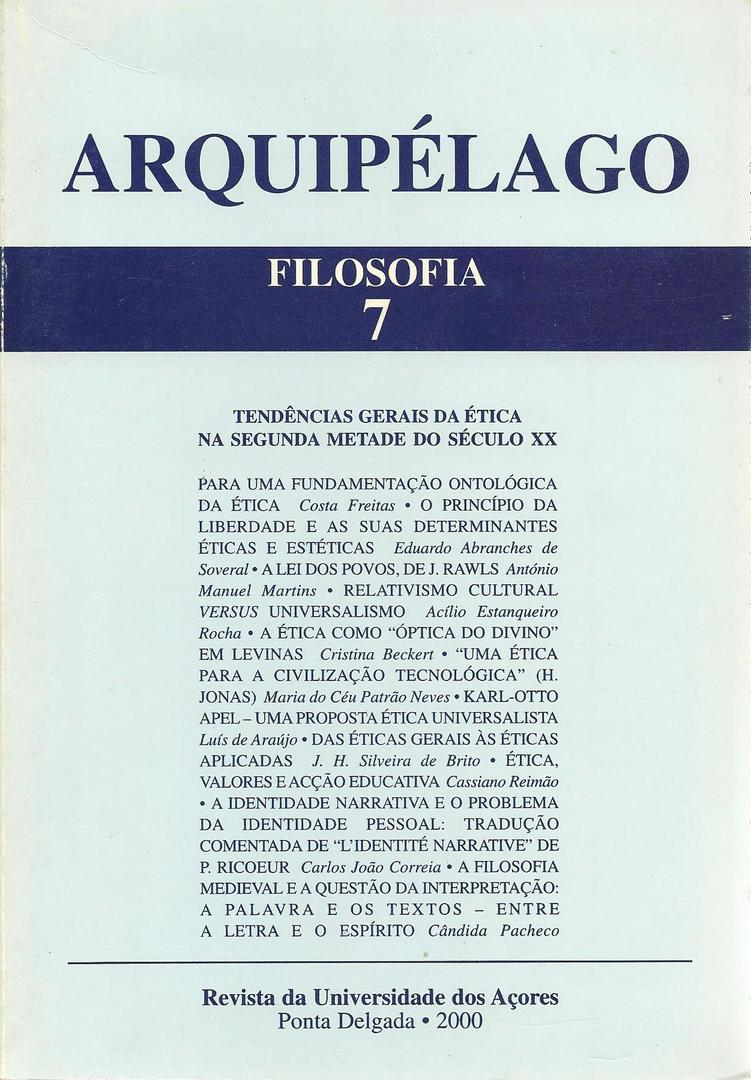 ARQUIPÉLAGO
FILOSOFIA
7
TENDÊNCIAS GERAIS DA ÉTICA
NA SEGUNDA METADE DO SÉCULO XX
PARA UMA FUNDAMENTAÇÃO ONTOLÓGICA
DA ÉTICA Costa Freitas • O PRINCÍPIO DA
LIBERDADE E AS SUAS DETERMINANTES
ÉTICAS E ESTÉTICAS Eduardo Abranches de
Soveral • A LEI DOS POVOS, DE J. RAWLS António
Manuel Martins • RELATIVISMO CULTURAL
VERSUS UNIVERSALISMO Acílio Estanqueiro
Rocha • A ÉTICA COMO “ÓPTICA DO DIVINO”
EM LEVINAS Cristina Beckert • “UMA ÉTICA
PARA A CIVILIZAÇÃO TECNOLÓGICA” (H.
JONAS) Maria do Céu Patrão Neves • KARL-OTTO
APEL – UMA PROPOSTA ÉTICA UNIVERSALISTA
Luís de Araújo • DAS ÉTICAS GERAIS ÀS ÉTICAS
APLICADAS J. H. Silveira de Brito • ÉTICA,
VALORES E ACÇÃO EDUCATIVA Cassiano Reimão
• A IDENTIDADE NARRATIVA E O PROBLEMA
DA IDENTIDADE PESSOAL: TRADUÇÃO
COMENTADA DE “L'IDENTITÉ NARRATIVE” DE
P. RICOEUR Carlos João Correia • A FILOSOFIA
MEDIEVAL E A QUESTÃO DA INTERPRETAÇÃO:
A PALAVRA E OS TEXTOS – ENTRE
A LETRA E O ESPÍRITO Cândida Pacheco
Revista da Universidade dos Açores
Ponta Delgada • 2000